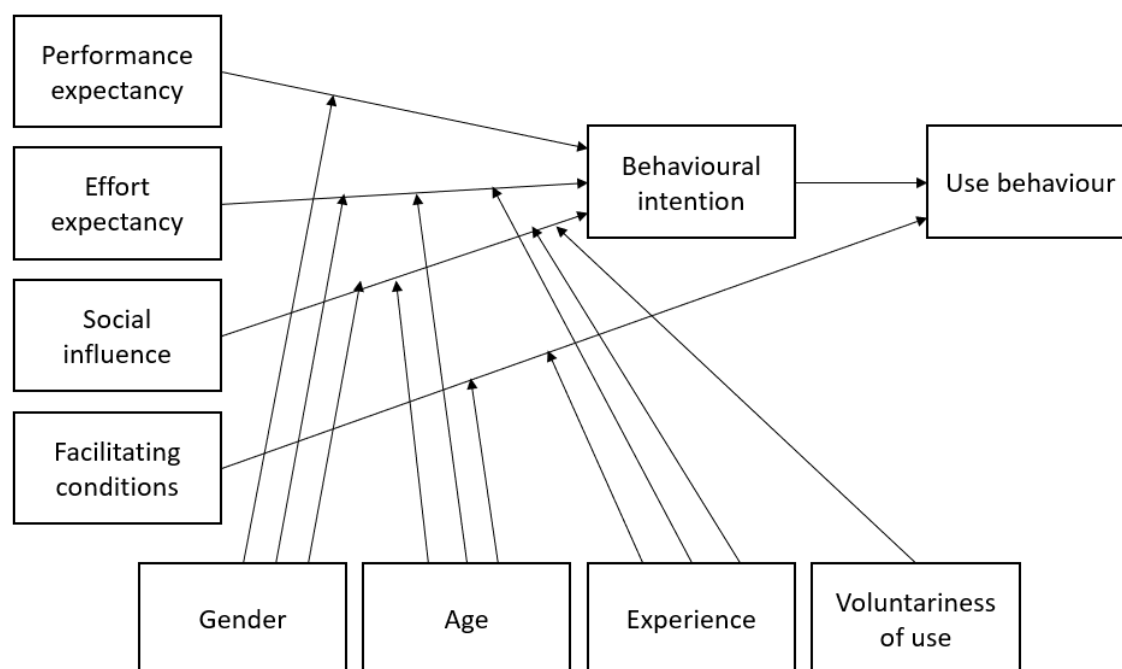 Performance
expectancy
Effort
expectancy
Social
influence
Facilitating
conditions
Behavioural
intention
Use behaviour
Gender
Age
Experience
Voluntariness
of use